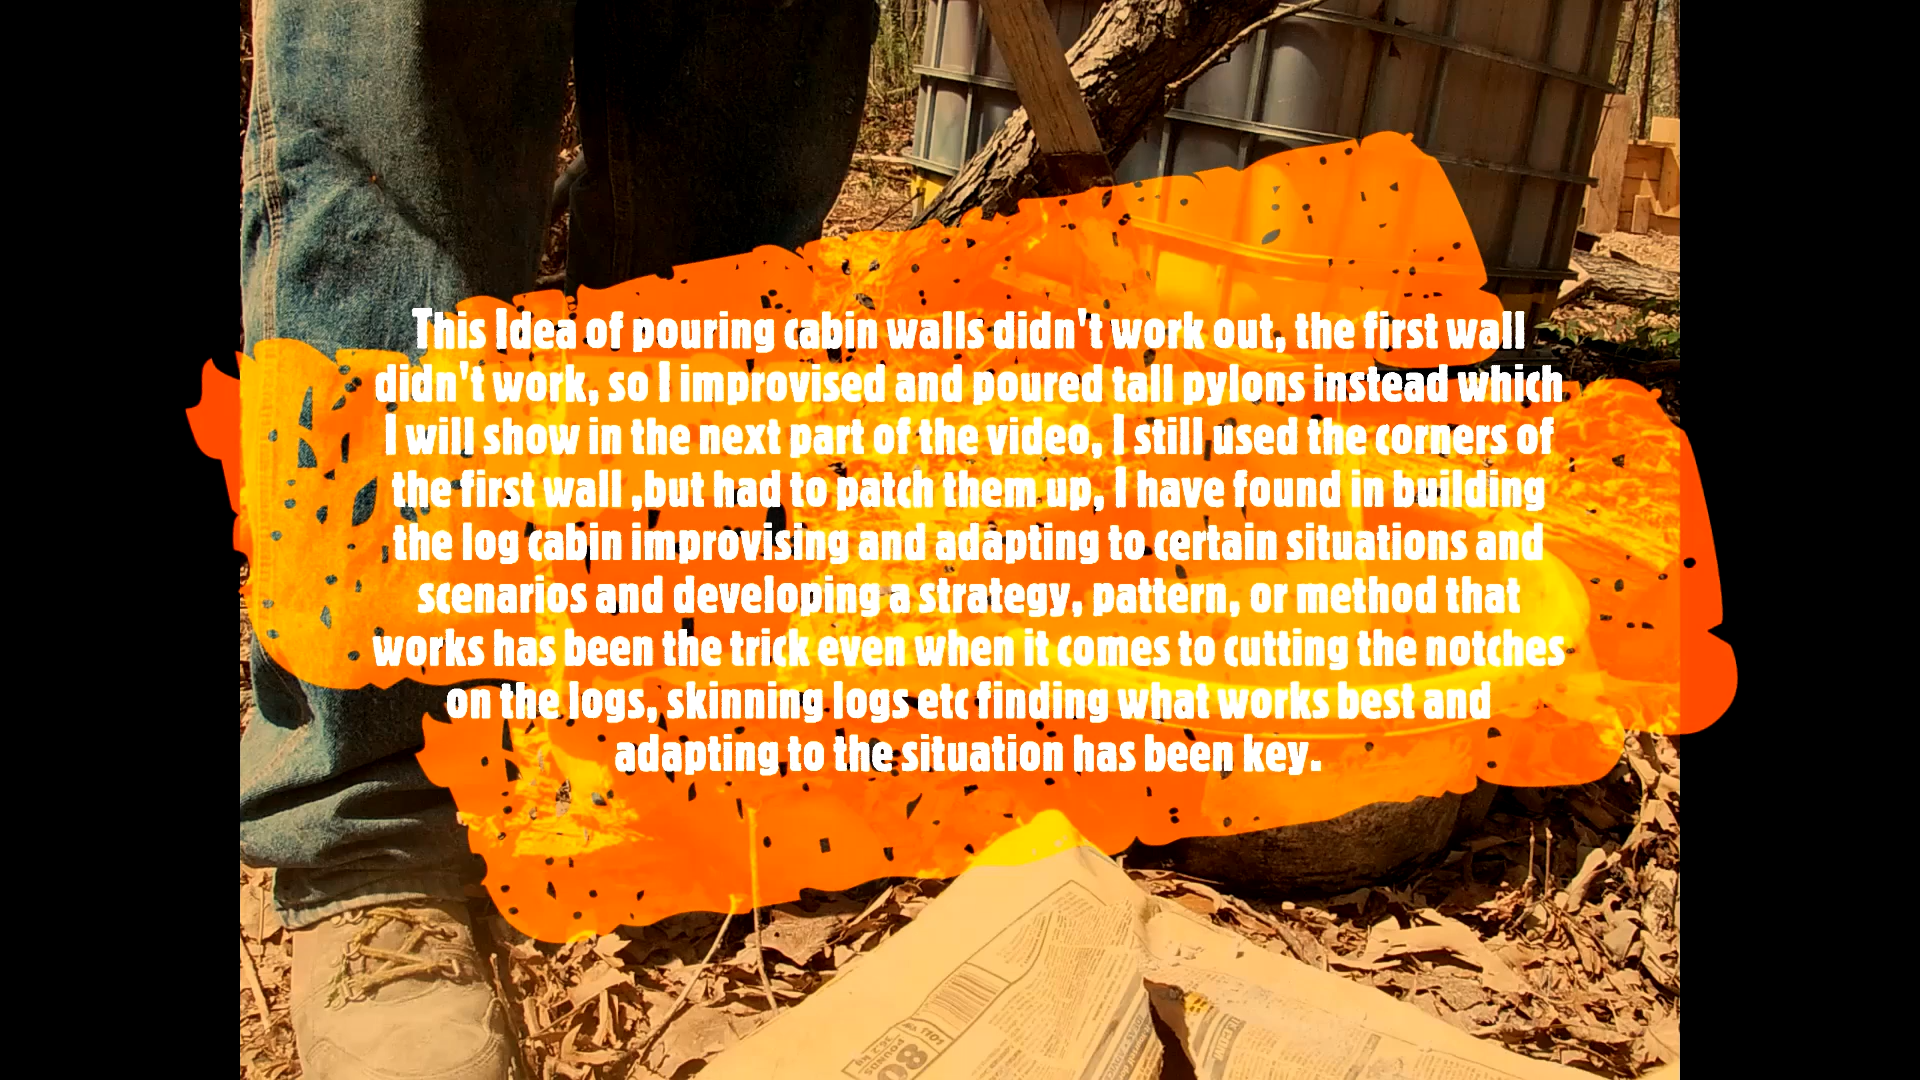 This Idea of pouring cabin walls didn't work out, the first wall
didn't work, so I improvised and poured tall pylons instead which
I will show in the next part of the video, I still used the corners of
the first wall ,but had to patch them up, I have found in building
the log cabin improvising and adapting to certain situations and
scenarios and developing a strategy, pattern, or method that
works has been the trick even when it comes to cutting the notches
on the logs, skinning logs etc finding what works best and
adapting to the situation has been key.
80
POUNDS
36.2 kg